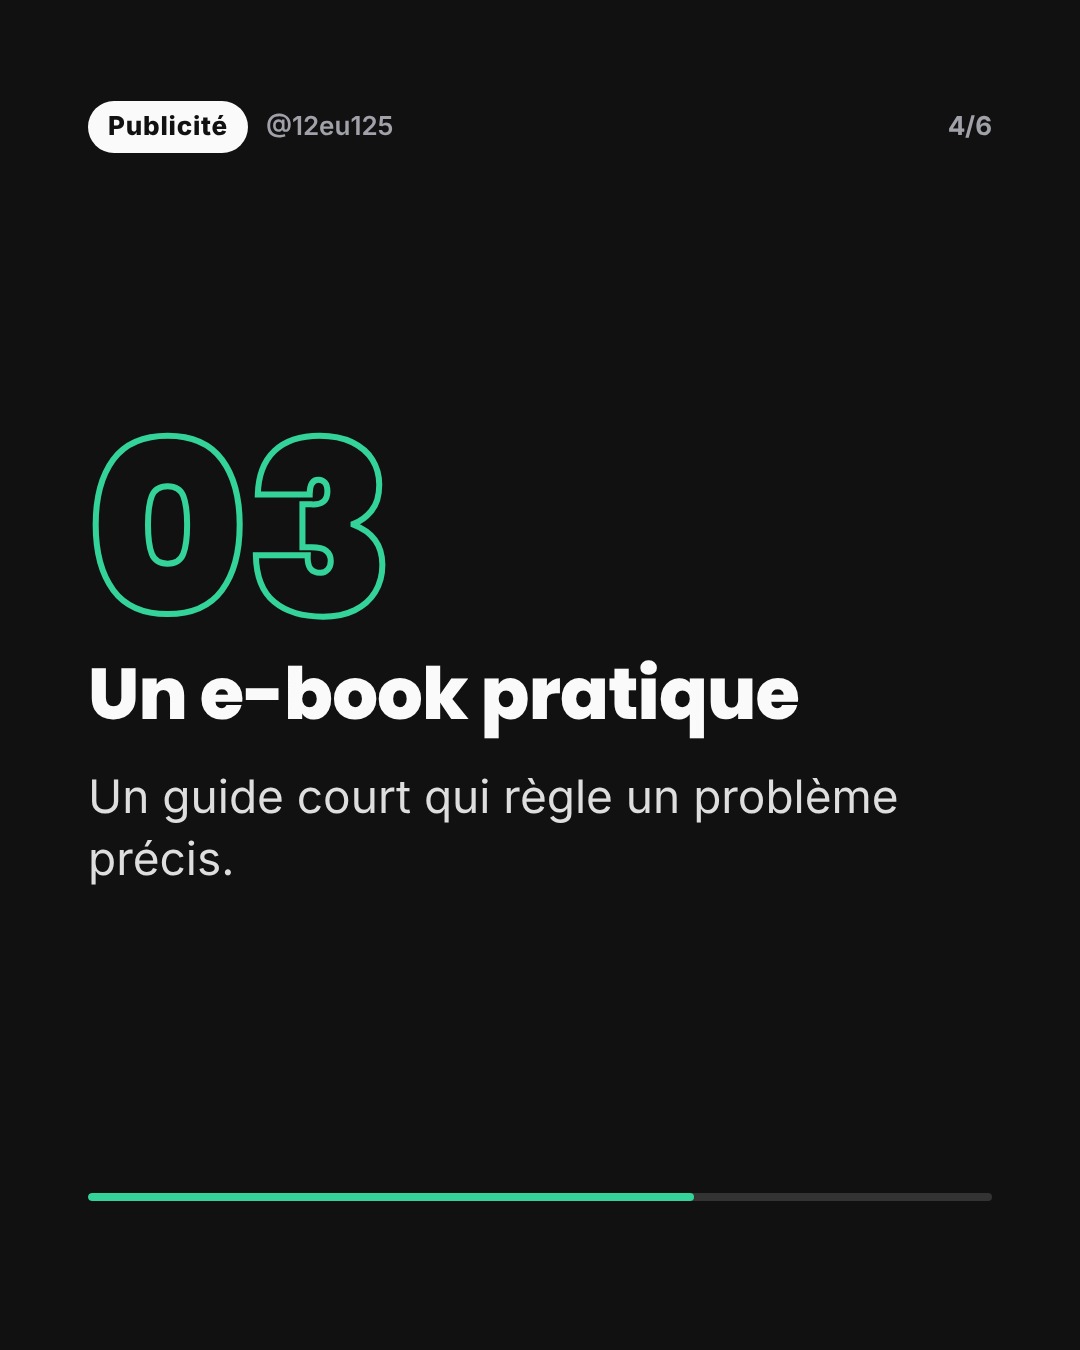 Publicité @12eu125 4/6
03
Un e-book pratique
Un guide court qui règle un problème
précis.